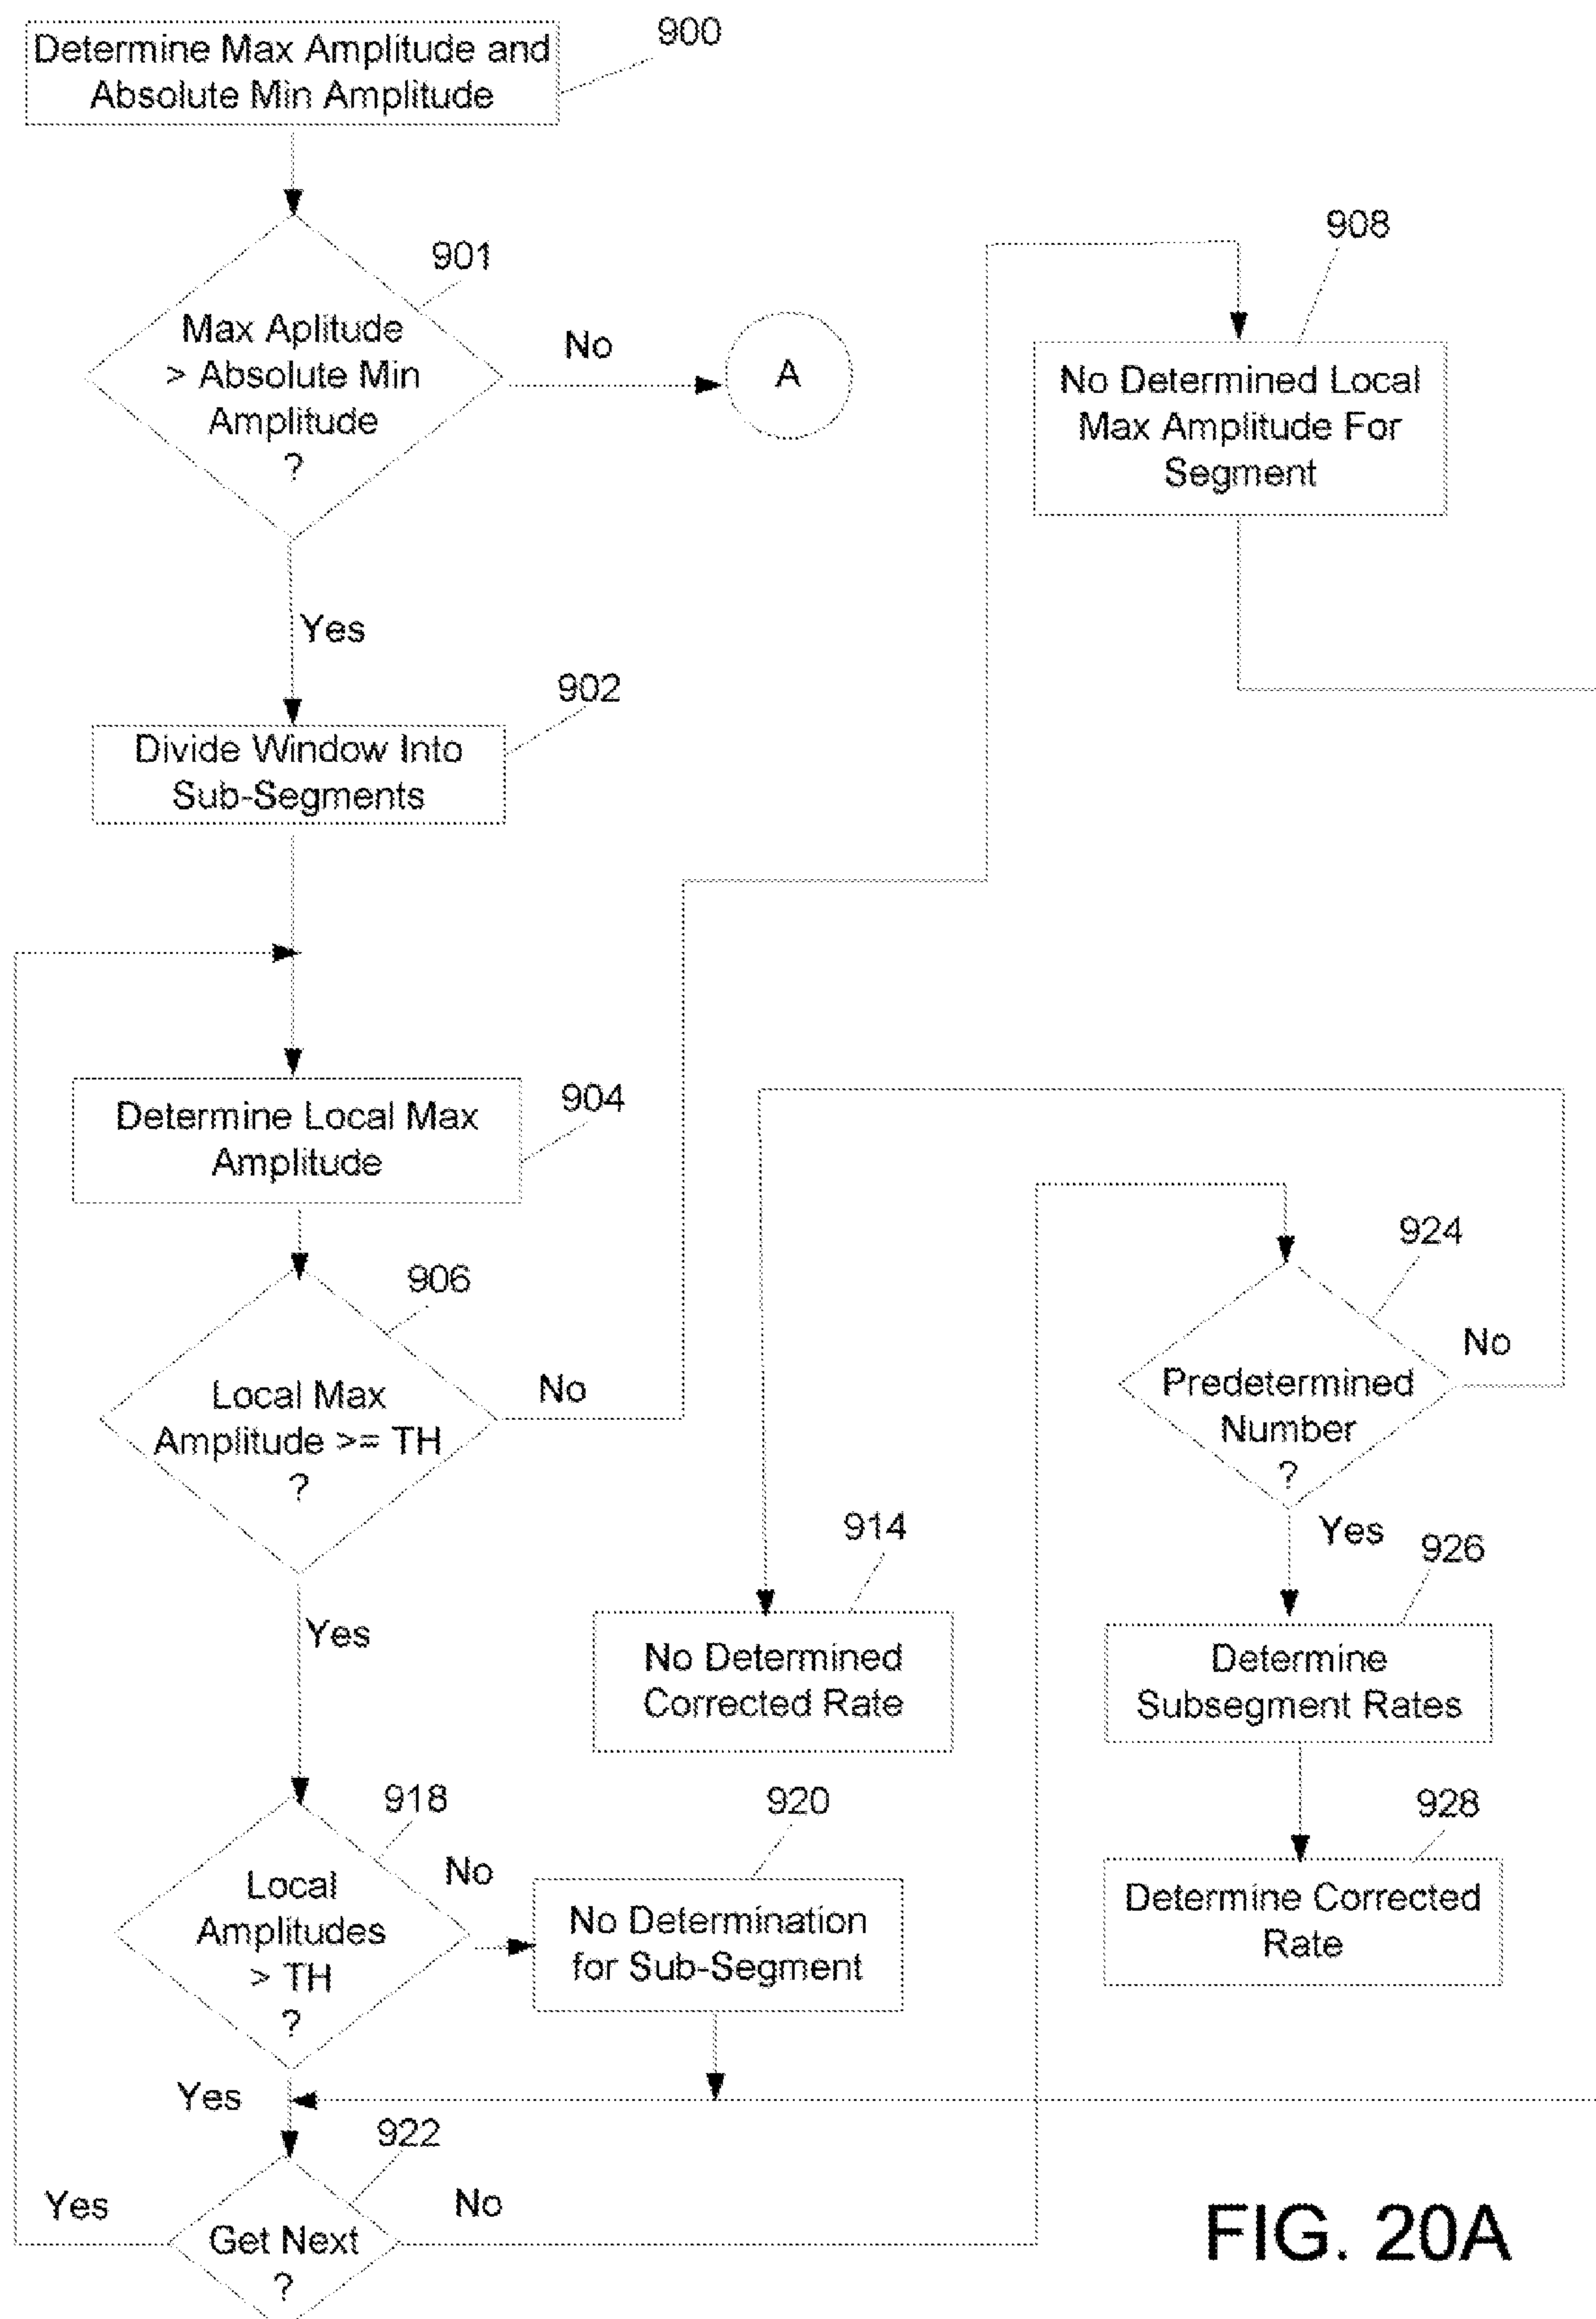 900
Determine Max Amplitude and
Absolute Min Amplitude
901
Max Aplitude
> Absolute Min
Amplitude
?
No
A
Yes
908
No Determined Local
Max Amplitude For
Segment
902
Divide Window Into
Sub-Segments
904
Determine Local Max
Amplitude
906
Local Max
Amplitude >= TH
?
No
Yes
924
Predetermined
Number
?
No
Yes
914
No Determined
Corrected Rate
926
Determine
Subsegment Rates
918
Local
Amplitudes
> TH
?
No
Yes
920
No Determination
for Sub-Segment
928
Determine Corrected
Rate
922
Get Next
?
Yes
No
FIG. 20A